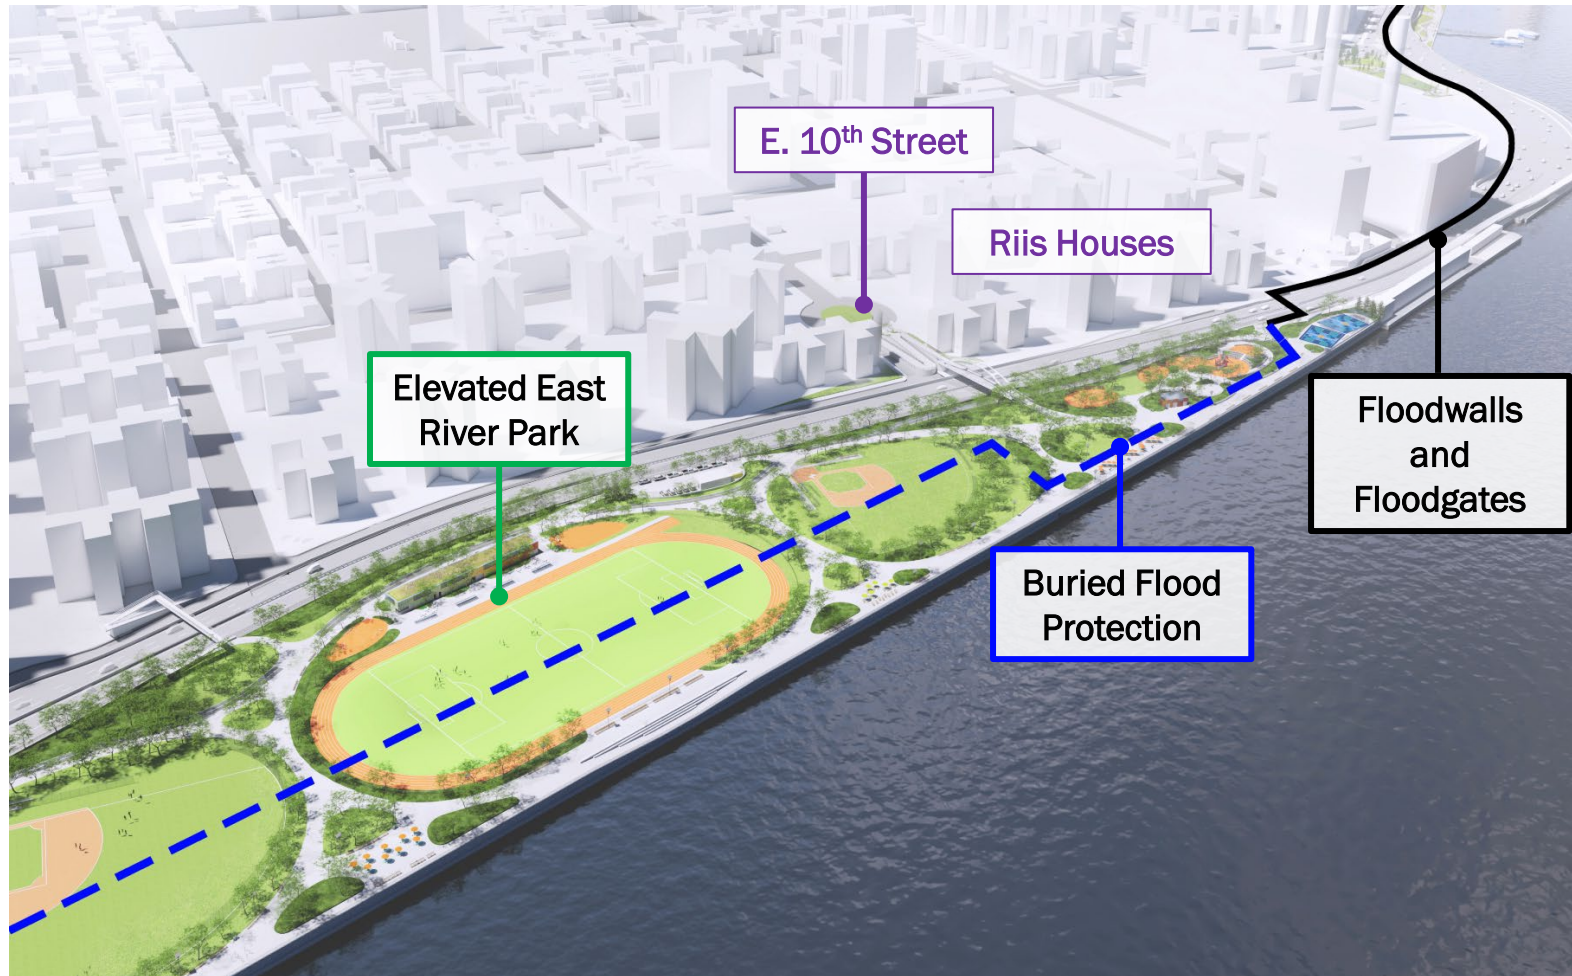 E. 10th Street
Riis Houses
Elevated East
River Park
Floodwalls
and
Floodgates
Buried Flood
Protection